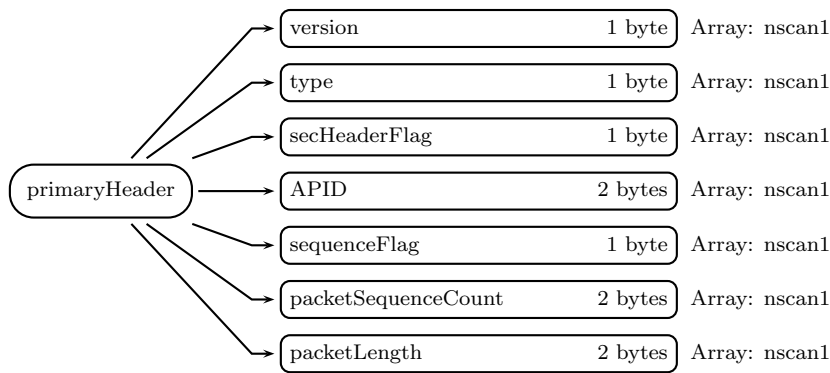 version 1 byte Array: nscan1
type 1 byte Array: nscan1
secHeaderFlag 1 byte Array: nscan1
primaryHeader APID 2 bytes Array: nscan1
sequenceFlag 1 byte Array: nscan1
packetSequenceCount 2 bytes Array: nscan1
packetLength 2 bytes Array: nscan1